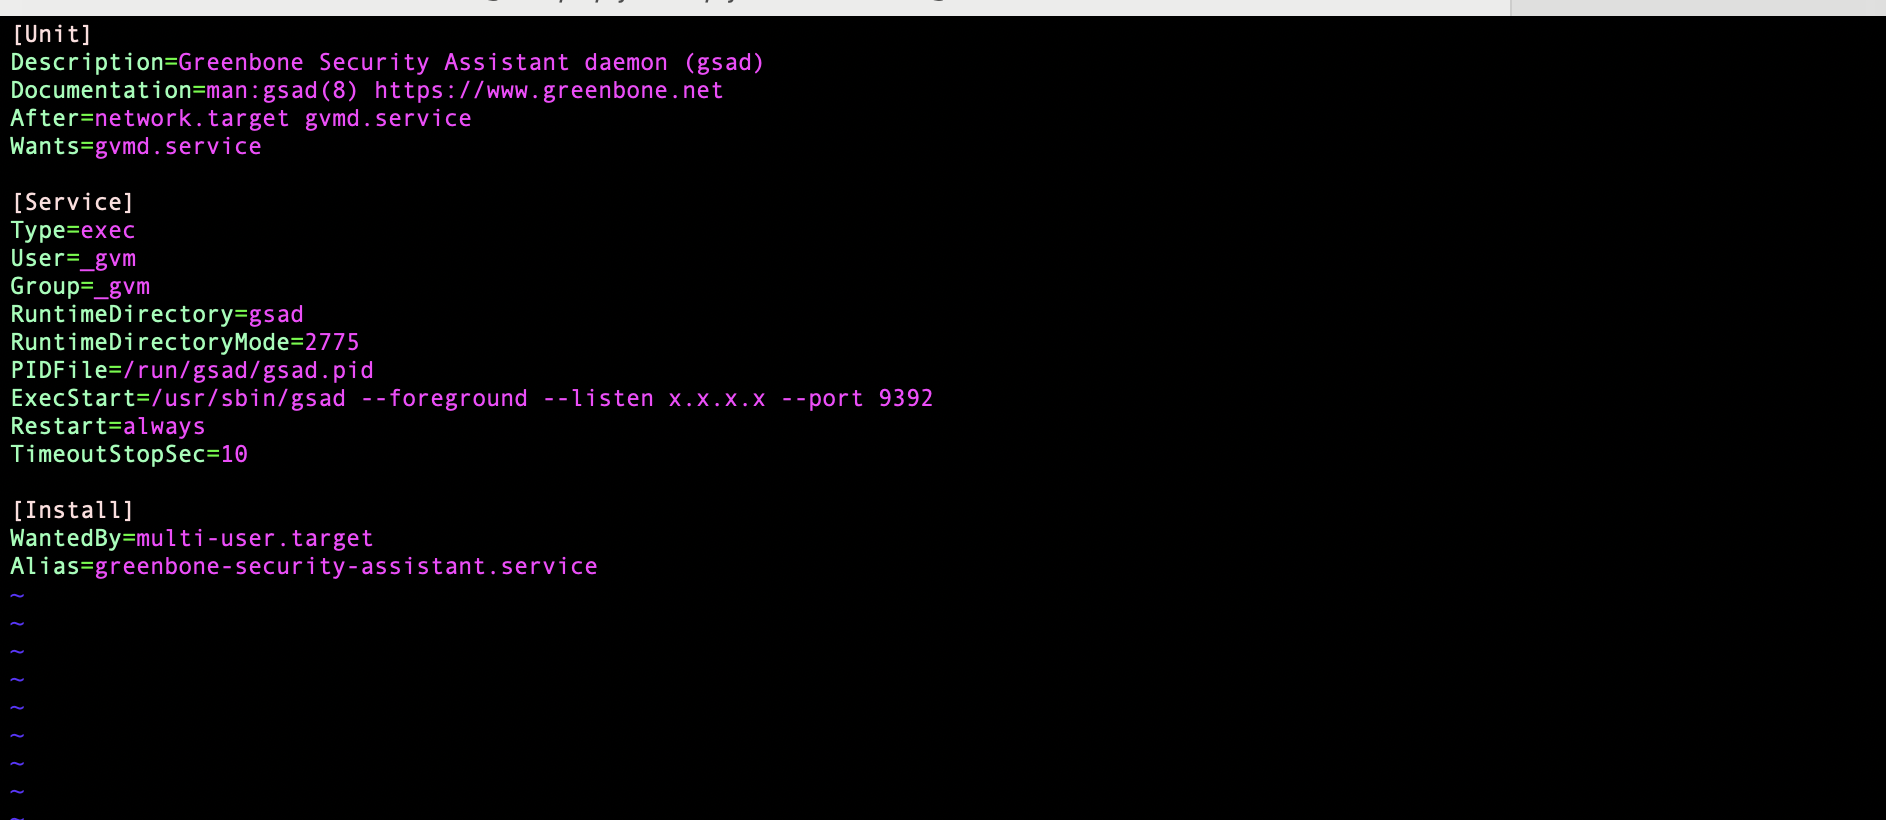 [Unit]
Description=Greenbone Security Assistant daemon (gsad)
Documentation=man:gsad(8) https://www.greenbone.net
After=network.target gvmd.service
Wants=gvmd.service

[Service]
Type=exec
User=_gvm
Group=_gvm
RuntimeDirectory=gsad
RuntimeDirectoryMode=2775
PIDFile=/run/gsad/gsad.pid
ExecStart=/usr/sbin/gsad --foreground --listen x.x.x.x --port 9392
Restart=always
TimeoutStopSec=10

[Install]
WantedBy=multi-user.target
Alias=greenbone-security-assistant.service
~
~
~
~
~
~
~
~
~